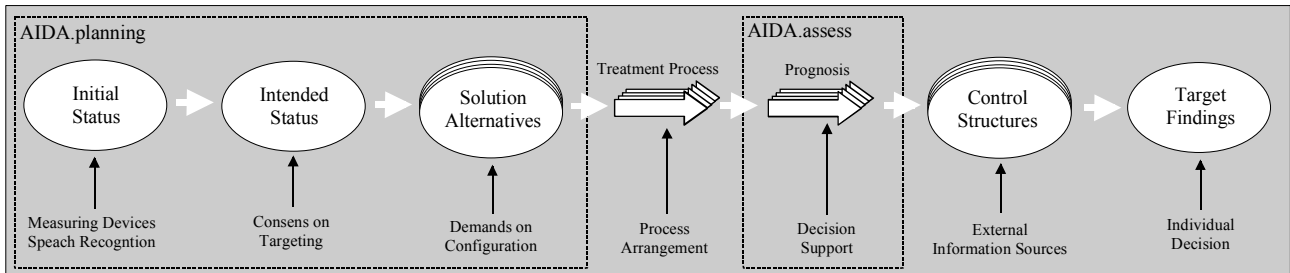 AIDA.planning
AIDA.assess
Treatment Process
Prognosis
Initial
Status
Intended
Status
Solution
Alternatives
Control
Structures
Target
Findings
Measuring Devices
Speach Recogntion
Consens on
Targeting
Demands on
Configuration
Process
Arrangement
Decision
Support
External
Information Sources
Individual
Decision